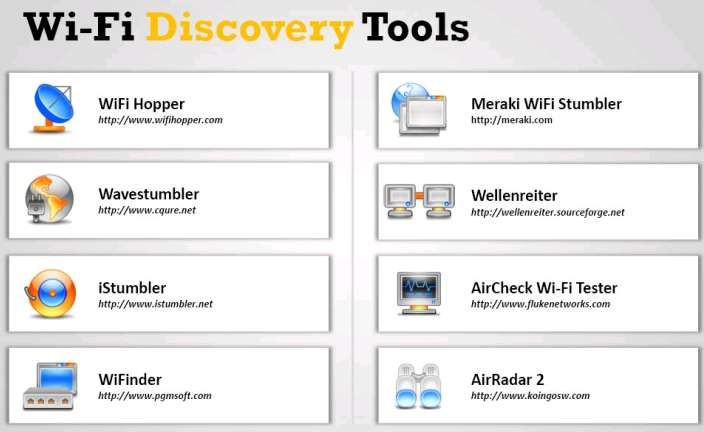 Wi-Fi Discovery Tools
WiFi Hopper
http://www.wifihopper.com
Meraki WiFi Stumbler
http://meraki.com
Wavestumbler
http://www.cqure.net
Wellenreiter
http://wellenreiter.sourceforge.net
iStumbler
http://www.istumbler.net
AirCheck Wi-Fi Tester
http://www.flukenetworks.com
WiFinder
http://www.pgmsoft.com
AirRadar 2
http://www.koingosw.com